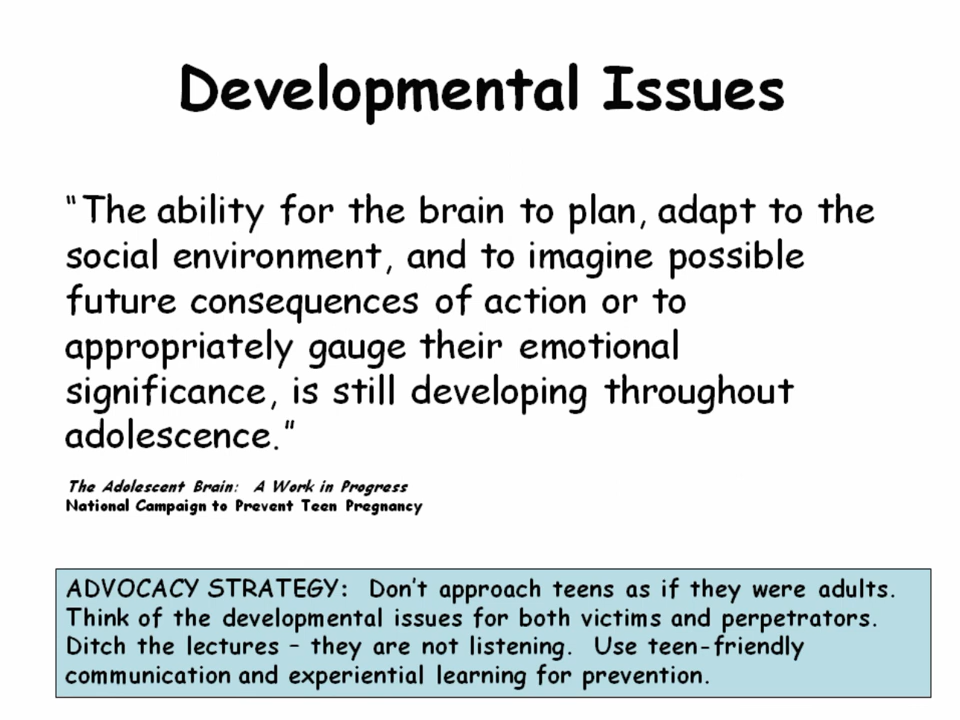 Developmental Issues
"The ability for the brain to plan, adapt to the
social environment, and to imagine possible
future consequences of action or to
appropriately gauge their emotional
significance, is still developing throughout
adolescence."
The Adolescent Brain: A Work in Progress
National Campaign to Prevent Teen Pregnancy
ADVOCACY STRATEGY: Don't approach teens as if they were adults.
Think of the developmental issues for both victims and perpetrators.
Ditch the lectures – they are not listening. Use teen-friendly
communication and experiential learning for prevention.